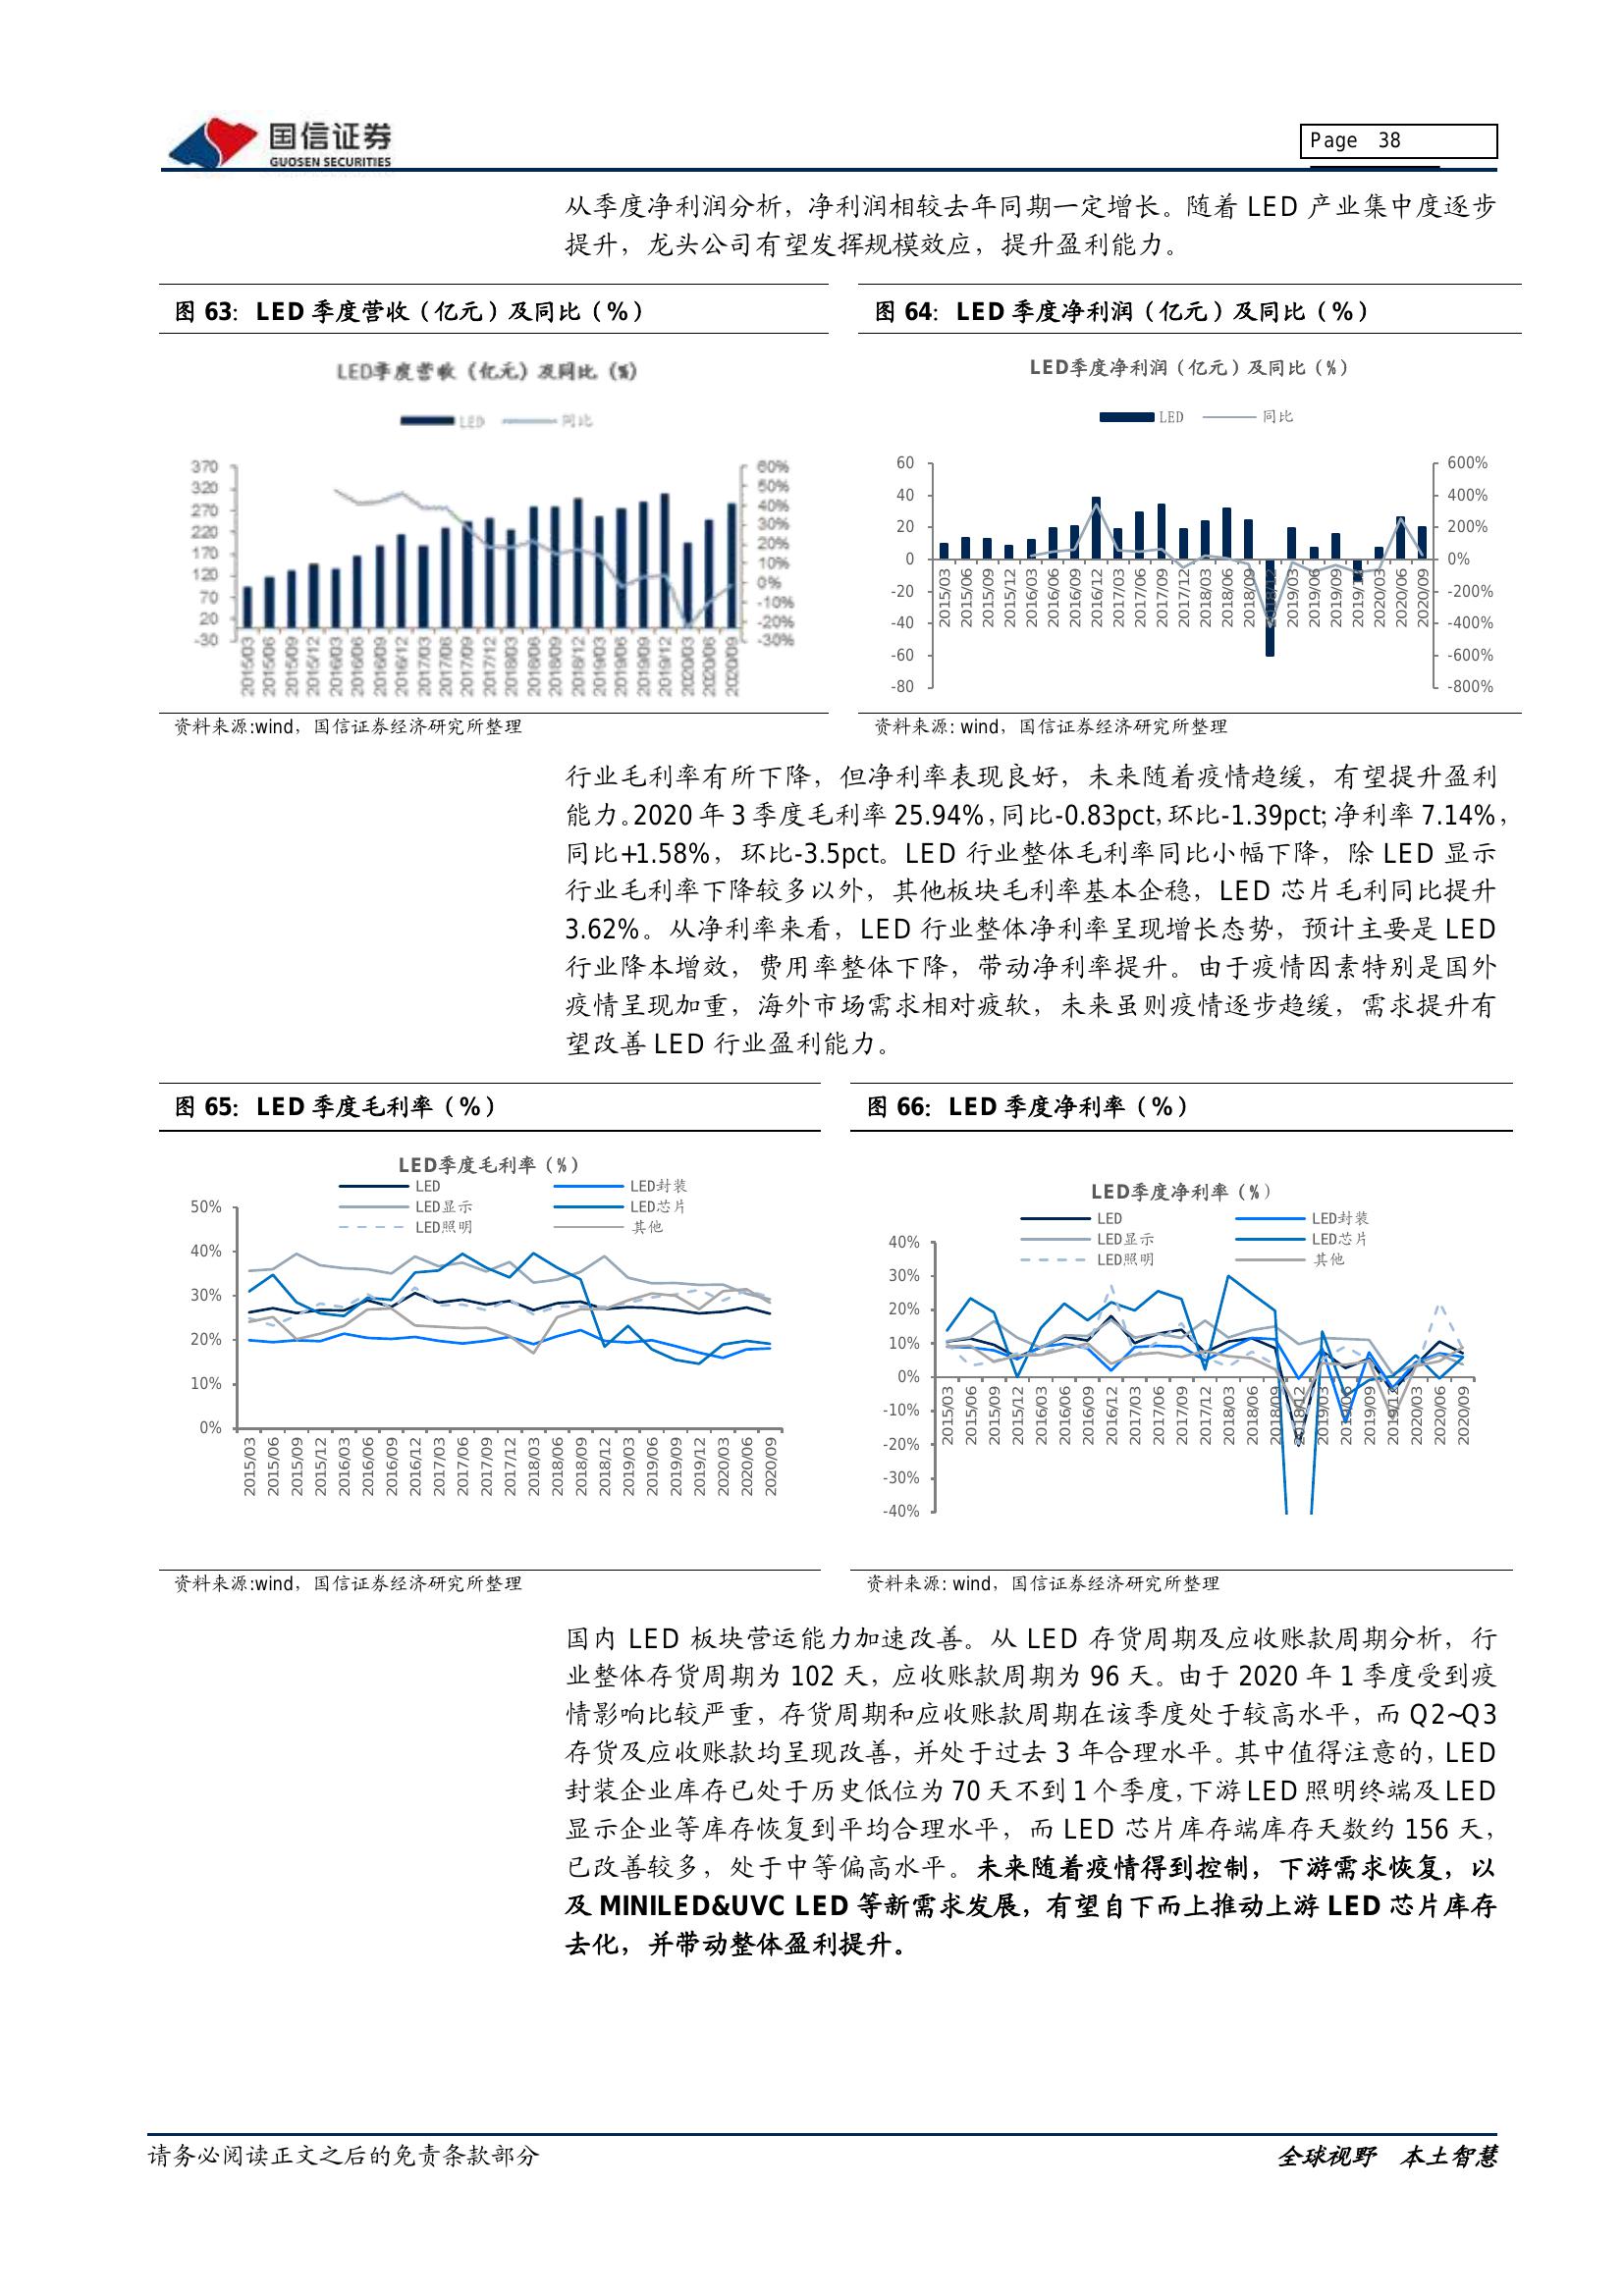 国信证券
GUOSEN SECURITIES
Page 38
从季度净利润分析，净利润相较去年同期一定增长。随着 LED 产业集中度逐步
提升，龙头公司有望发挥规模效应，提升盈利能力。
图 63：LED 季度营收（亿元）及同比（%）
图 64：LED 季度净利润（亿元）及同比（%）
LED季度营收（亿元）及同比（%）
LED 同比
370
320
270
220
170
120
70
20
-30
60%
50%
40%
30%
20%
10%
0%
-10%
-20%
-30%
2015/03 2015/06 2015/09 2015/12 2016/03 2016/06 2016/09 2016/12 2017/03 2017/06 2017/09 2017/12 2018/03 2018/06 2018/09 2018/12 2019/03 2019/06 2019/09 2019/12 2020/03 2020/06 2020/09
LED季度净利润（亿元）及同比（%）
LED 同比
60
40
20
0
-20
-40
-60
-80
600%
400%
200%
0%
-200%
-400%
-600%
-800%
2015/03 2015/06 2015/09 2015/12 2016/03 2016/06 2016/09 2016/12 2017/03 2017/06 2017/09 2017/12 2018/03 2018/06 2018/09 2018/12 2019/03 2019/06 2019/09 2019/12 2020/03 2020/06 2020/09
资料来源:wind，国信证券经济研究所整理
资料来源: wind，国信证券经济研究所整理
行业毛利率有所下降，但净利率表现良好，未来随着疫情趋缓，有望提升盈利
能力。2020 年 3 季度毛利率 25.94%，同比-0.83pct，环比-1.39pct; 净利率 7.14%，
同比+1.58%，环比-3.5pct。LED 行业整体毛利率同比小幅下降，除 LED 显示
行业毛利率下降较多以外，其他板块毛利率基本企稳，LED 芯片毛利同比提升
3.62%。从净利率来看，LED 行业整体净利率呈现增长态势，预计主要是 LED
行业降本增效，费用率整体下降，带动净利率提升。由于疫情因素特别是国外
疫情呈现加重，海外市场需求相对疲软，未来虽则疫情逐步趋缓，需求提升有
望改善 LED 行业盈利能力。
图 65：LED 季度毛利率（%）
图 66：LED 季度净利率（%）
LED季度毛利率（%）
LED LED封装
LED显示 LED芯片
LED照明 其他
50%
40%
30%
20%
10%
0%
2015/03 2015/06 2015/09 2015/12 2016/03 2016/06 2016/09 2016/12 2017/03 2017/06 2017/09 2017/12 2018/03 2018/06 2018/09 2018/12 2019/03 2019/06 2019/09 2019/12 2020/03 2020/06 2020/09
LED季度净利率（%）
LED LED封装
LED显示 LED芯片
LED照明 其他
40%
30%
20%
10%
0%
-10%
-20%
-30%
-40%
2015/03 2015/06 2015/09 2015/12 2016/03 2016/06 2016/09 2016/12 2017/03 2017/06 2017/09 2017/12 2018/03 2018/06 2018/09 2018/12 2019/03 2019/06 2019/09 2019/12 2020/03 2020/06 2020/09
资料来源:wind，国信证券经济研究所整理
资料来源: wind，国信证券经济研究所整理
国内 LED 板块营运能力加速改善。从 LED 存货周期及应收账款周期分析，行
业整体存货周期为 102 天，应收账款周期为 96 天。由于 2020 年 1 季度受到疫
情影响比较严重，存货周期和应收账款周期在该季度处于较高水平，而 Q2~Q3
存货及应收账款均呈现改善，并处于过去 3 年合理水平。其中值得注意的，LED
封装企业库存已处于历史低位为 70 天不到 1 个季度，下游 LED 照明终端及 LED
显示企业等库存恢复到平均合理水平，而 LED 芯片库存端库存天数约 156 天，
已改善较多，处于中等偏高水平。未来随着疫情得到控制，下游需求恢复，以
及 MINILED&UVC LED 等新需求发展，有望自下而上推动上游 LED 芯片库存
去化，并带动整体盈利提升。
请务必阅读正文之后的免责条款部分
全球视野 本土智慧